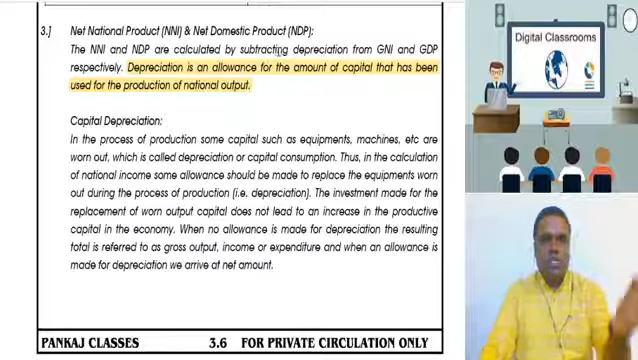 3.] Net National Product (NNI) & Net Domestic Product (NDP):
The NNI and NDP are calculated by subtracting depreciation from GNI and GDP
respectively. Depreciation is an allowance for the amount of capital that has been
used for the production of national output.
Capital Depreciation:
In the process of production some capital such as equipments, machines, etc are
worn out, which is called depreciation or capital consumption. Thus, in the calculation
of national income some allowance should be made to replace the equipments worn
out during the process of production (i.e. depreciation). The investment made for the
replacement of worn output capital does not lead to an increase in the productive
capital in the economy. When no allowance is made for depreciation the resulting
total is referred to as gross output, income or expenditure and when an allowance is
made for depreciation we arrive at net amount.
PANKAJ CLASSES 3.6 FOR PRIVATE CIRCULATION ONLY
Digital Classrooms